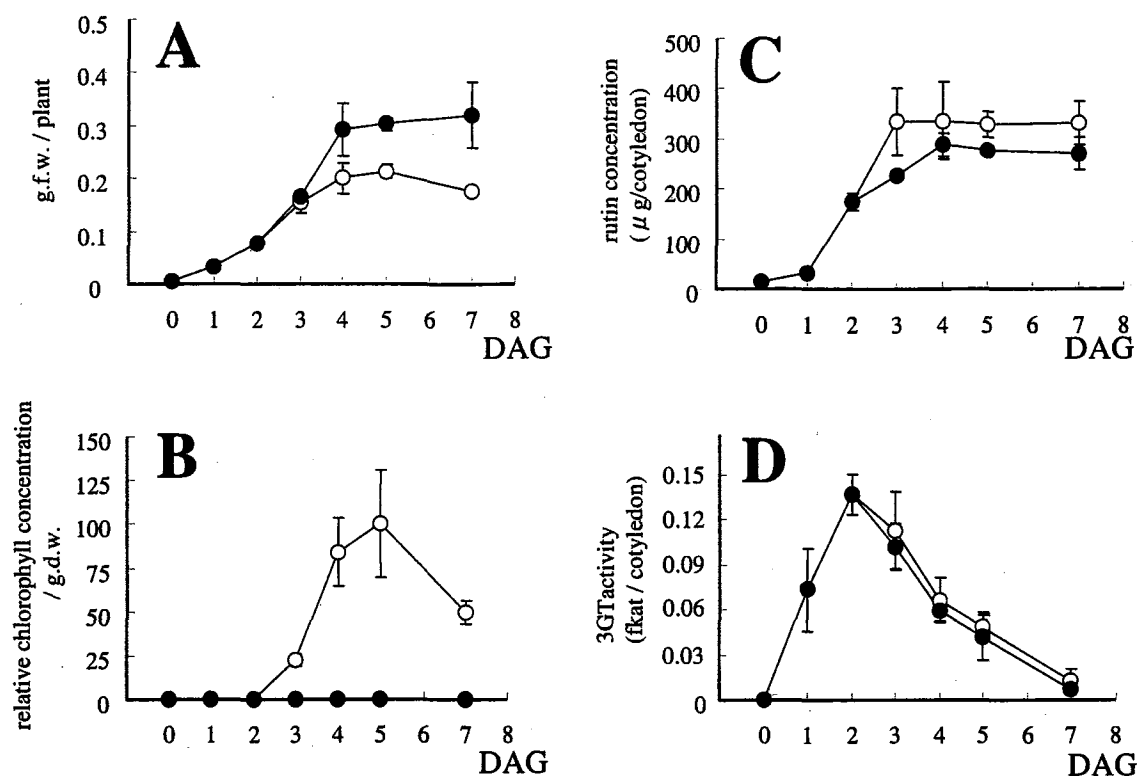 A
g.f.w. / plant
0.5
0.4
0.3
0.2
0.1
0
0 1 2 3 4 5 6 7 8
DAG
C
rutin concentration
( μ g/cotyledon)
500
400
300
200
100
0
0 1 2 3 4 5 6 7 8
DAG
B
relative chlorophyll concentration
/ g.d.w.
150
125
100
75
50
25
0
0 1 2 3 4 5 6 7 8
DAG
D
3GTactivity
(fkat / cotyledon)
0.15
0.12
0.09
0.06
0.03
0
0 1 2 3 4 5 6 7 8
DAG